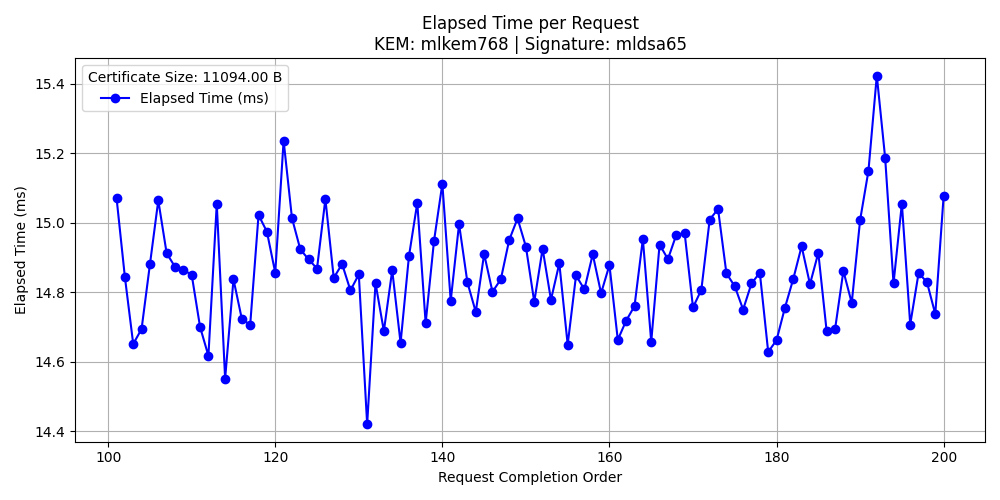 Elapsed Time per Request
KEM: mlkem768 | Signature: mldsa65
Certificate Size: 11094.00 B
Elapsed Time (ms)
15.4
15.2
15.0
14.8
14.6
14.4
Elapsed Time (ms)
100
120
140
160
180
200
Request Completion Order